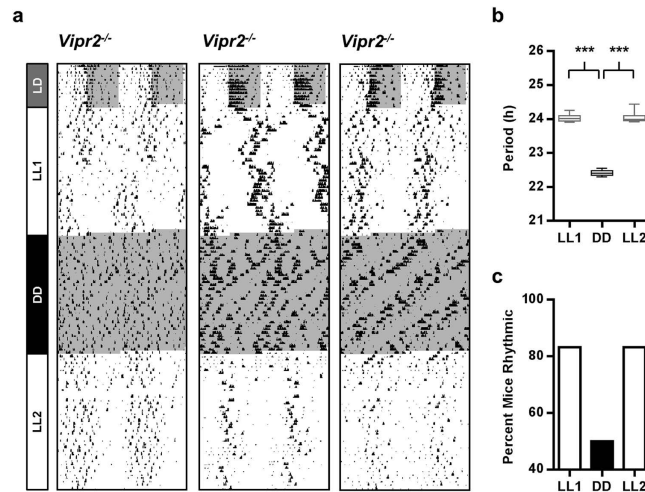 a
Vipr2-/-
Vipr2-/-
Vipr2-/-
LD
LL1
DD
LL2
b
26
25
24
23
22
21
Period (h)
***
***
LL1 DD LL2
c
100
80
60
40
Percent Mice Rhythmic
LL1 DD LL2